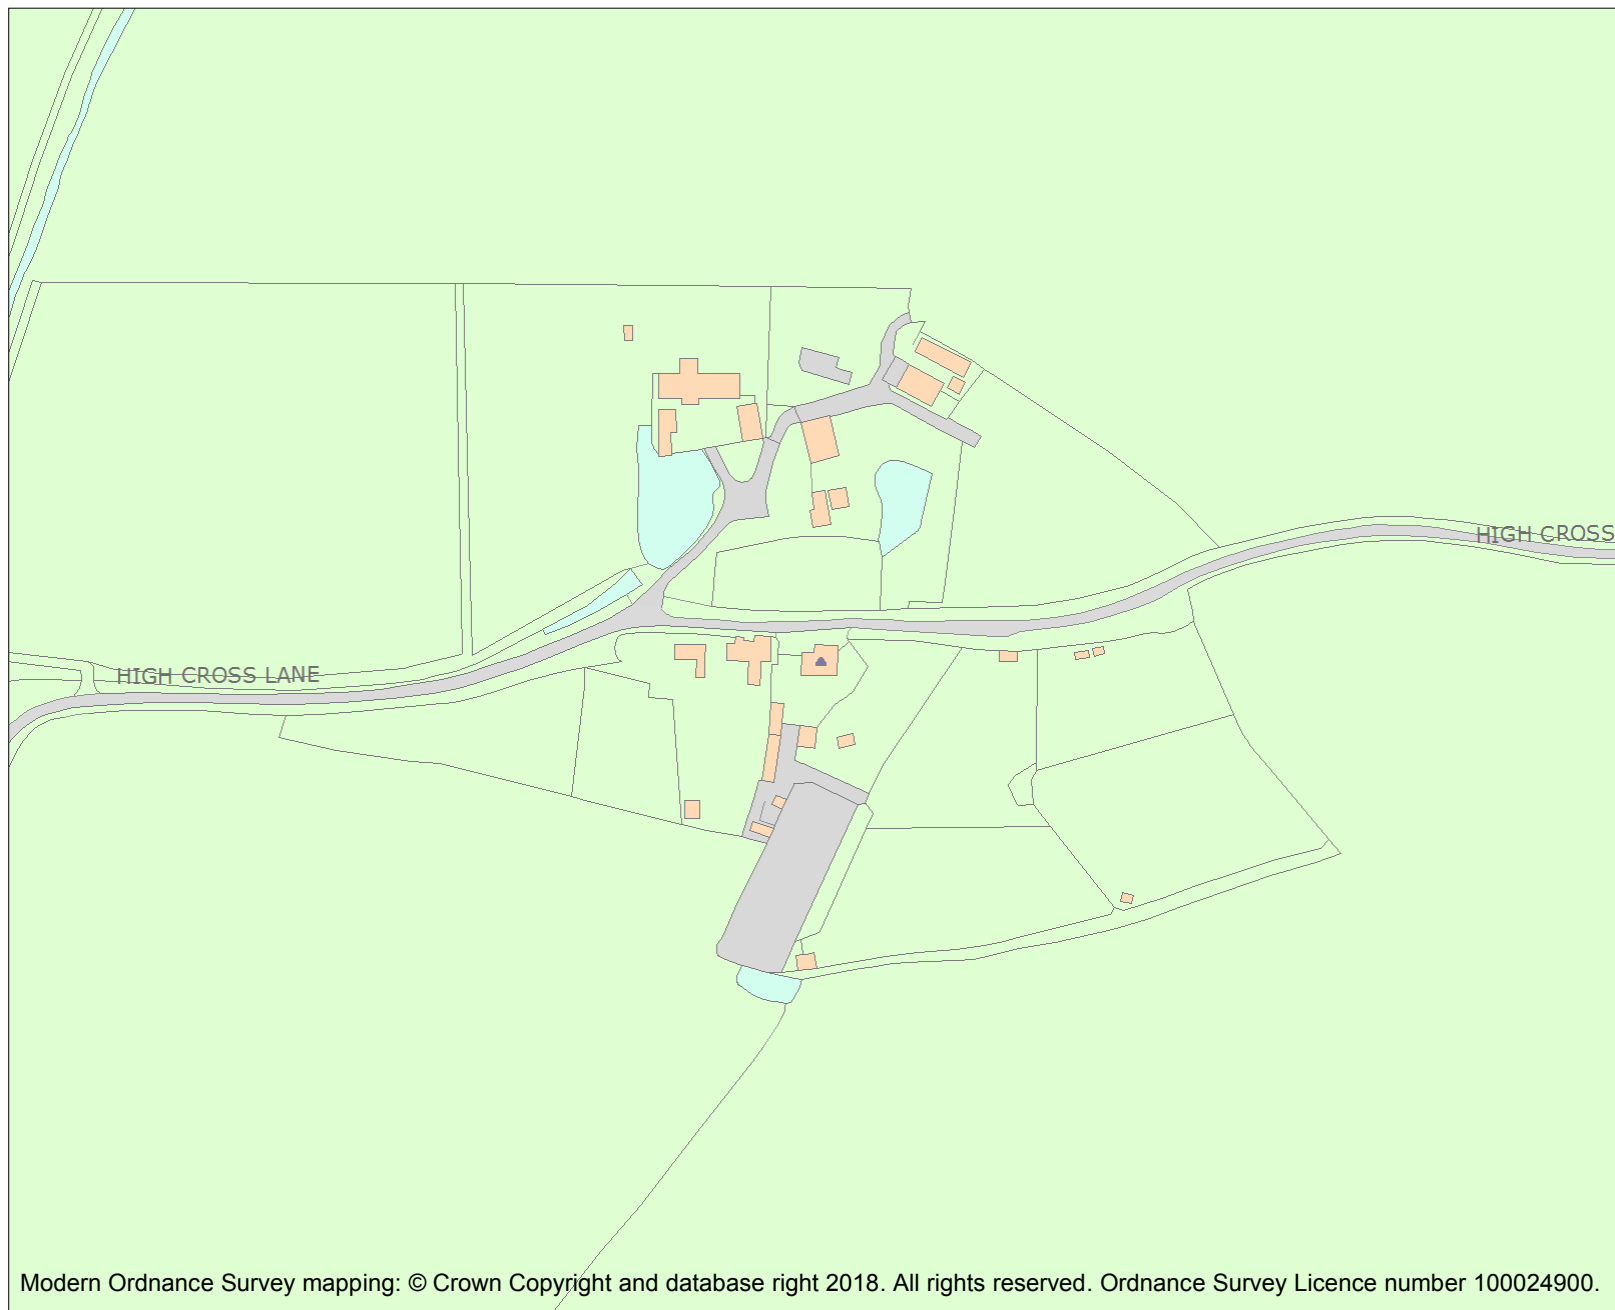 HIGH CROSS
HIGH CROSS LANE
Modern Ordnance Survey mapping: © Crown Copyright and database right 2018. All rights reserved. Ordnance Survey Licence number 100024900.